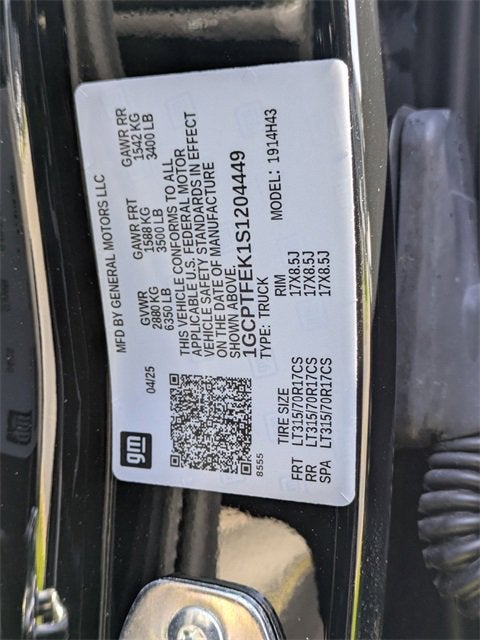 MFD BY GENERAL MOTORS LLC
04/25 GVWR GAWR FRT GAWR RR
2880 KG 1588 KG 1542 KG
6350 LB 3500 LB 3400 LB
THIS VEHICLE CONFORMS TO ALL
APPLICABLE U.S. FEDERAL MOTOR
VEHICLE SAFETY STANDARDS IN EFFECT
ON THE DATE OF MANUFACTURE
SHOWN ABOVE.
1GCPTFEK1S1204449
TYPE: TRUCK MODEL: 1914H43
gm
8555
TIRE SIZE RIM
FRT LT315/70R17CS 17X8.5J
RR LT315/70R17CS 17X8.5J
SPA LT315/70R17CS 17X8.5J